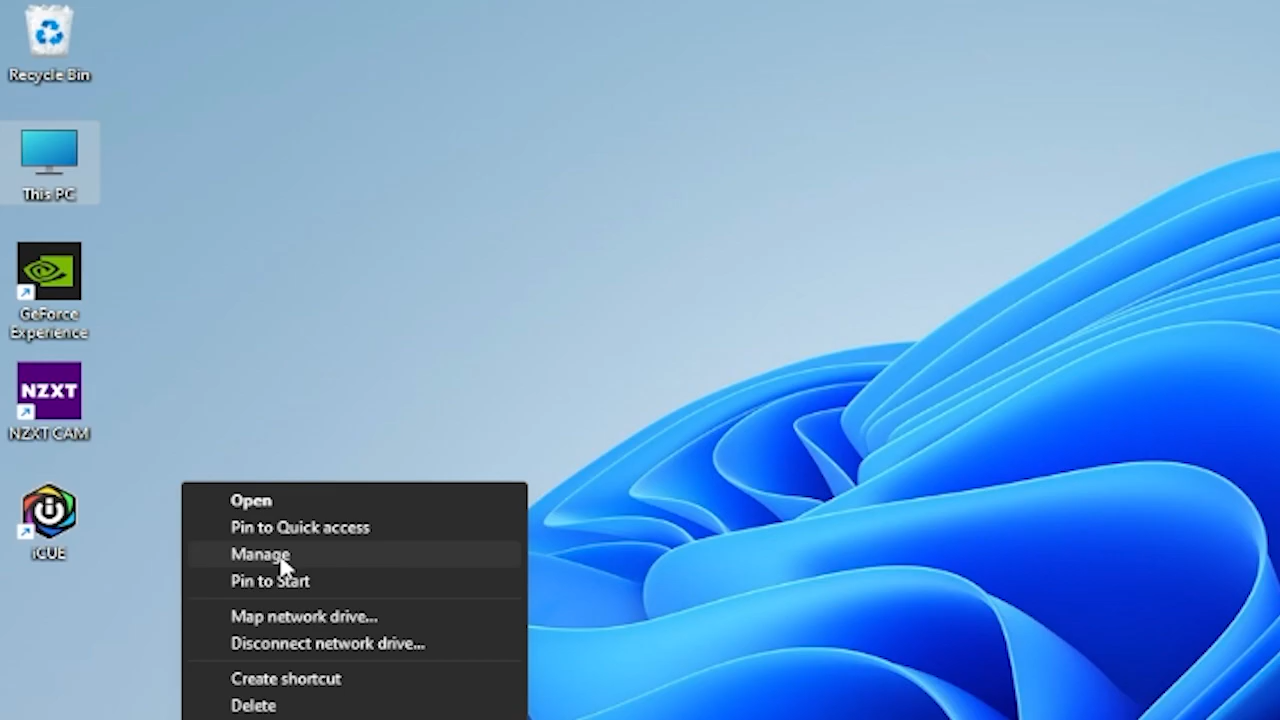 Recycle Bin
This PC
GeForce
Experience
NZXT
NZXT CAM
iCUE
Open
Pin to Quick access
Manage
Pin to Start
Map network drive...
Disconnect network drive...
Create shortcut
Delete